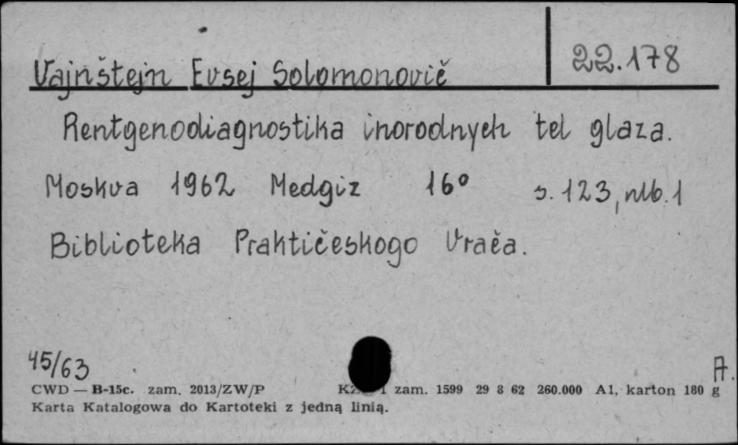 Vajnštejn Evsej Solomonovič 22.178
Rentgenodiagnostika inorodnych tel glaza.
Moskva 1962 Medgiz 16° s. 123, nlb. 1
Biblioteka Praktičeskogo Vrača.
45/63 A.
CWD — B-15c. zam. 2013/ZW/P zam. 1599 29 8 62 260.000 A1, karton 180 g
Karta Katalogowa do Kartoteki z jedną linią.